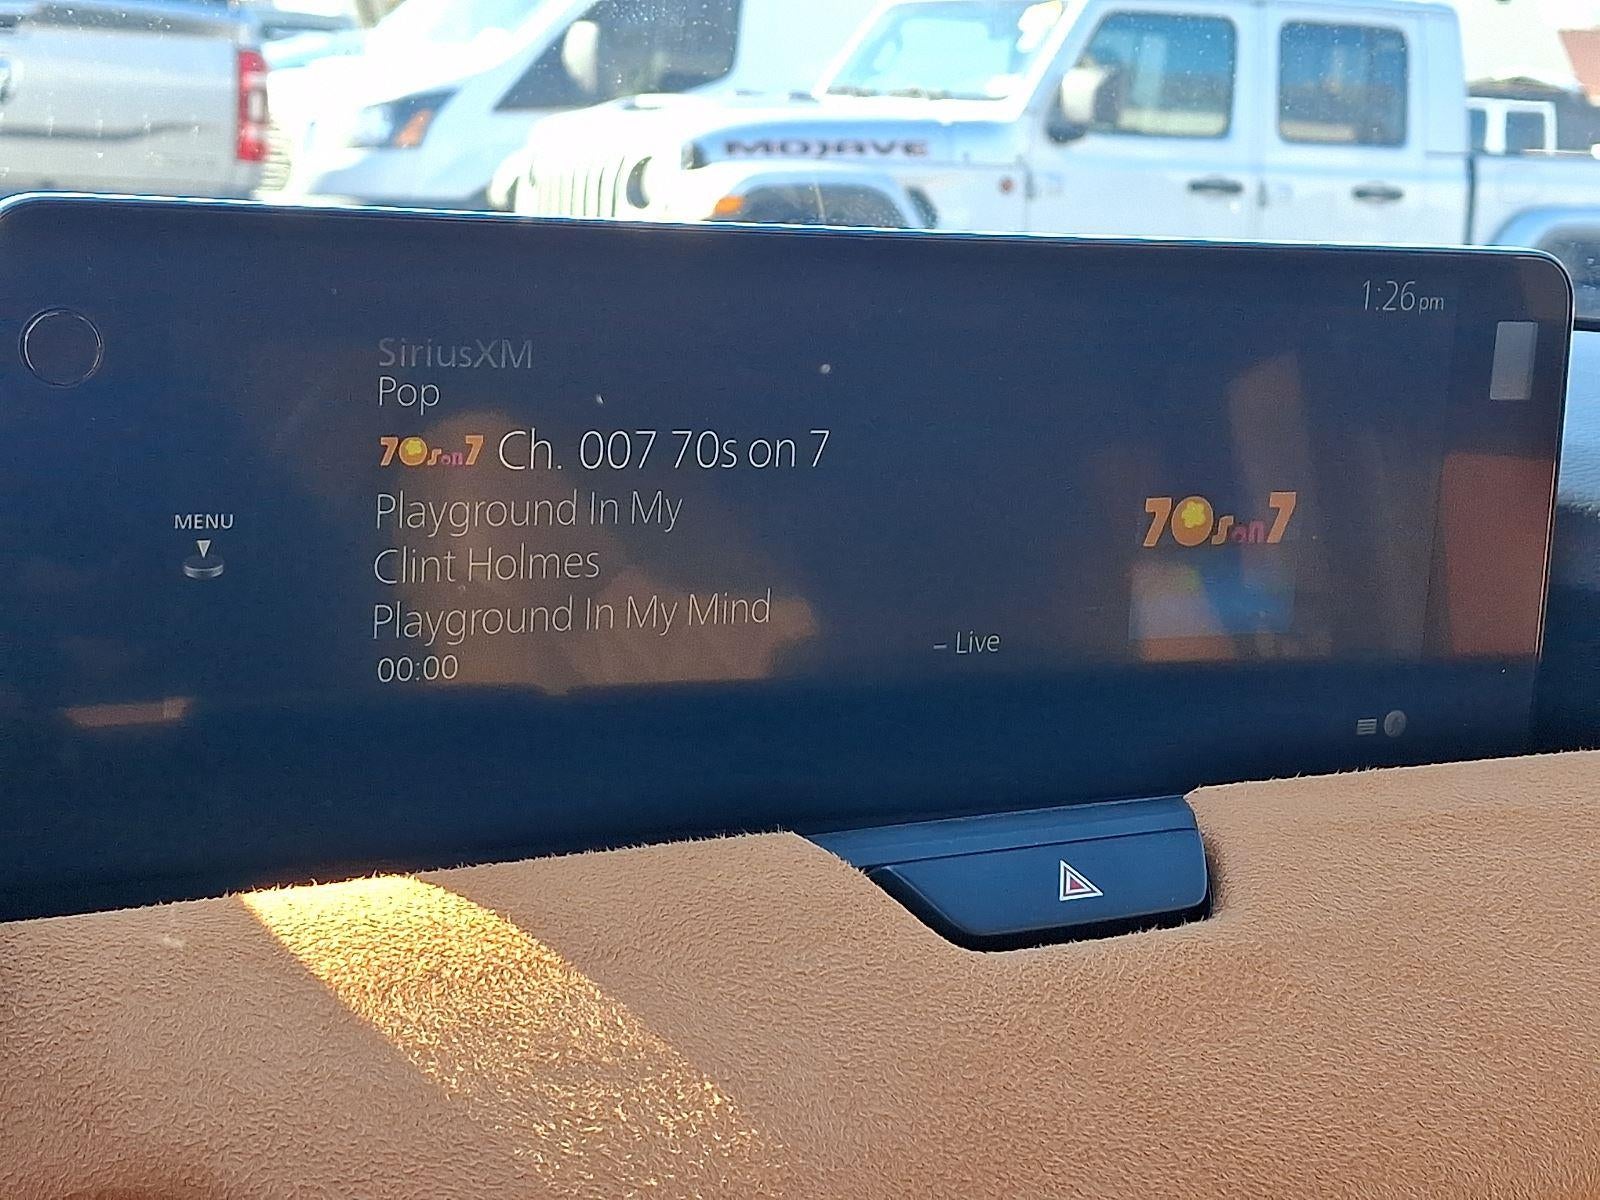 MOJAVE
1:26pm
SiriusXM
Pop
70s on 7 Ch. 007 70s on 7
Playground In My
Clint Holmes
Playground In My Mind
00:00
– Live
70s on 7
MENU